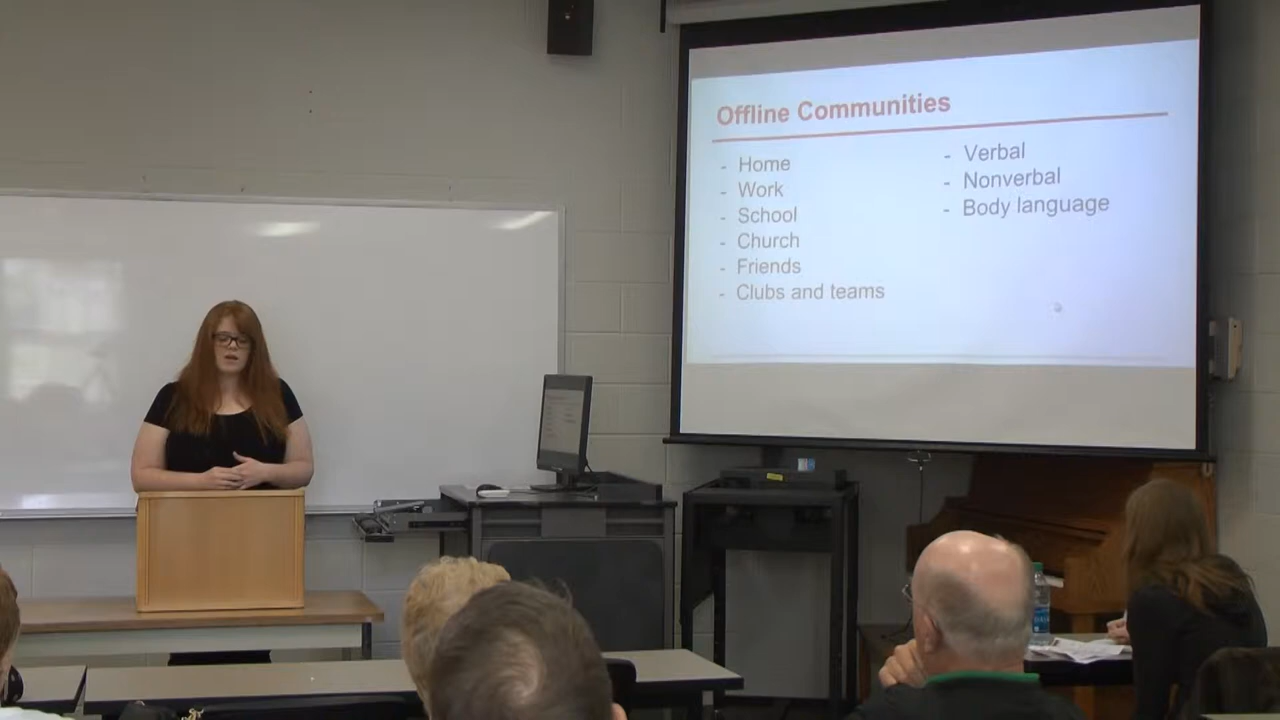 Offline Communities
- Home
- Work
- School
- Church
- Friends
- Clubs and teams
- Verbal
- Nonverbal
- Body language